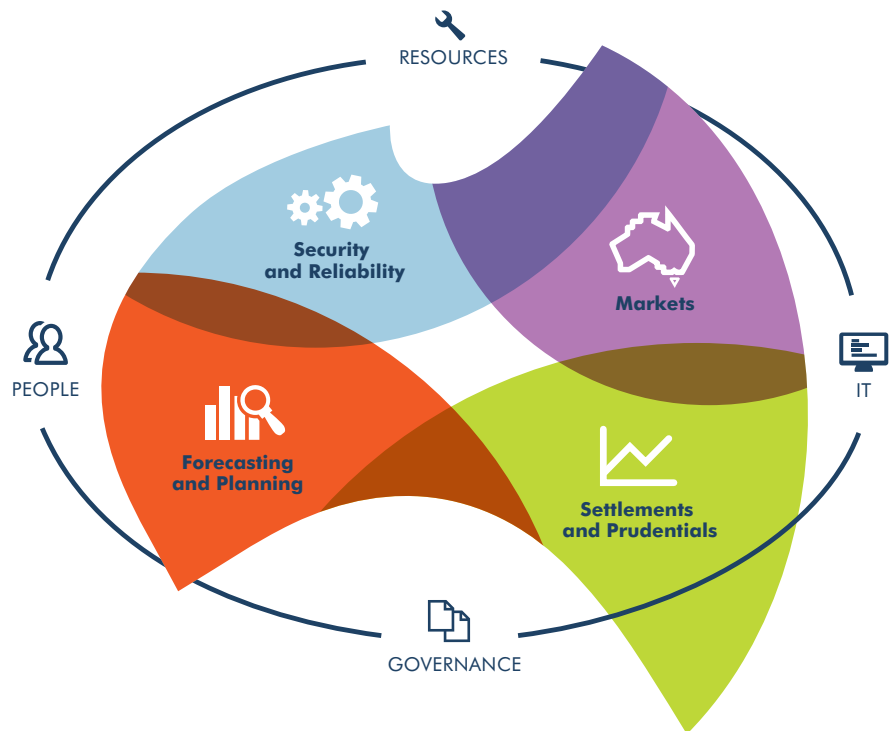 RESOURCES
Security
and Reliability
Markets
PEOPLE
IT
Forecasting
and Planning
Settlements
and Prudentials
GOVERNANCE